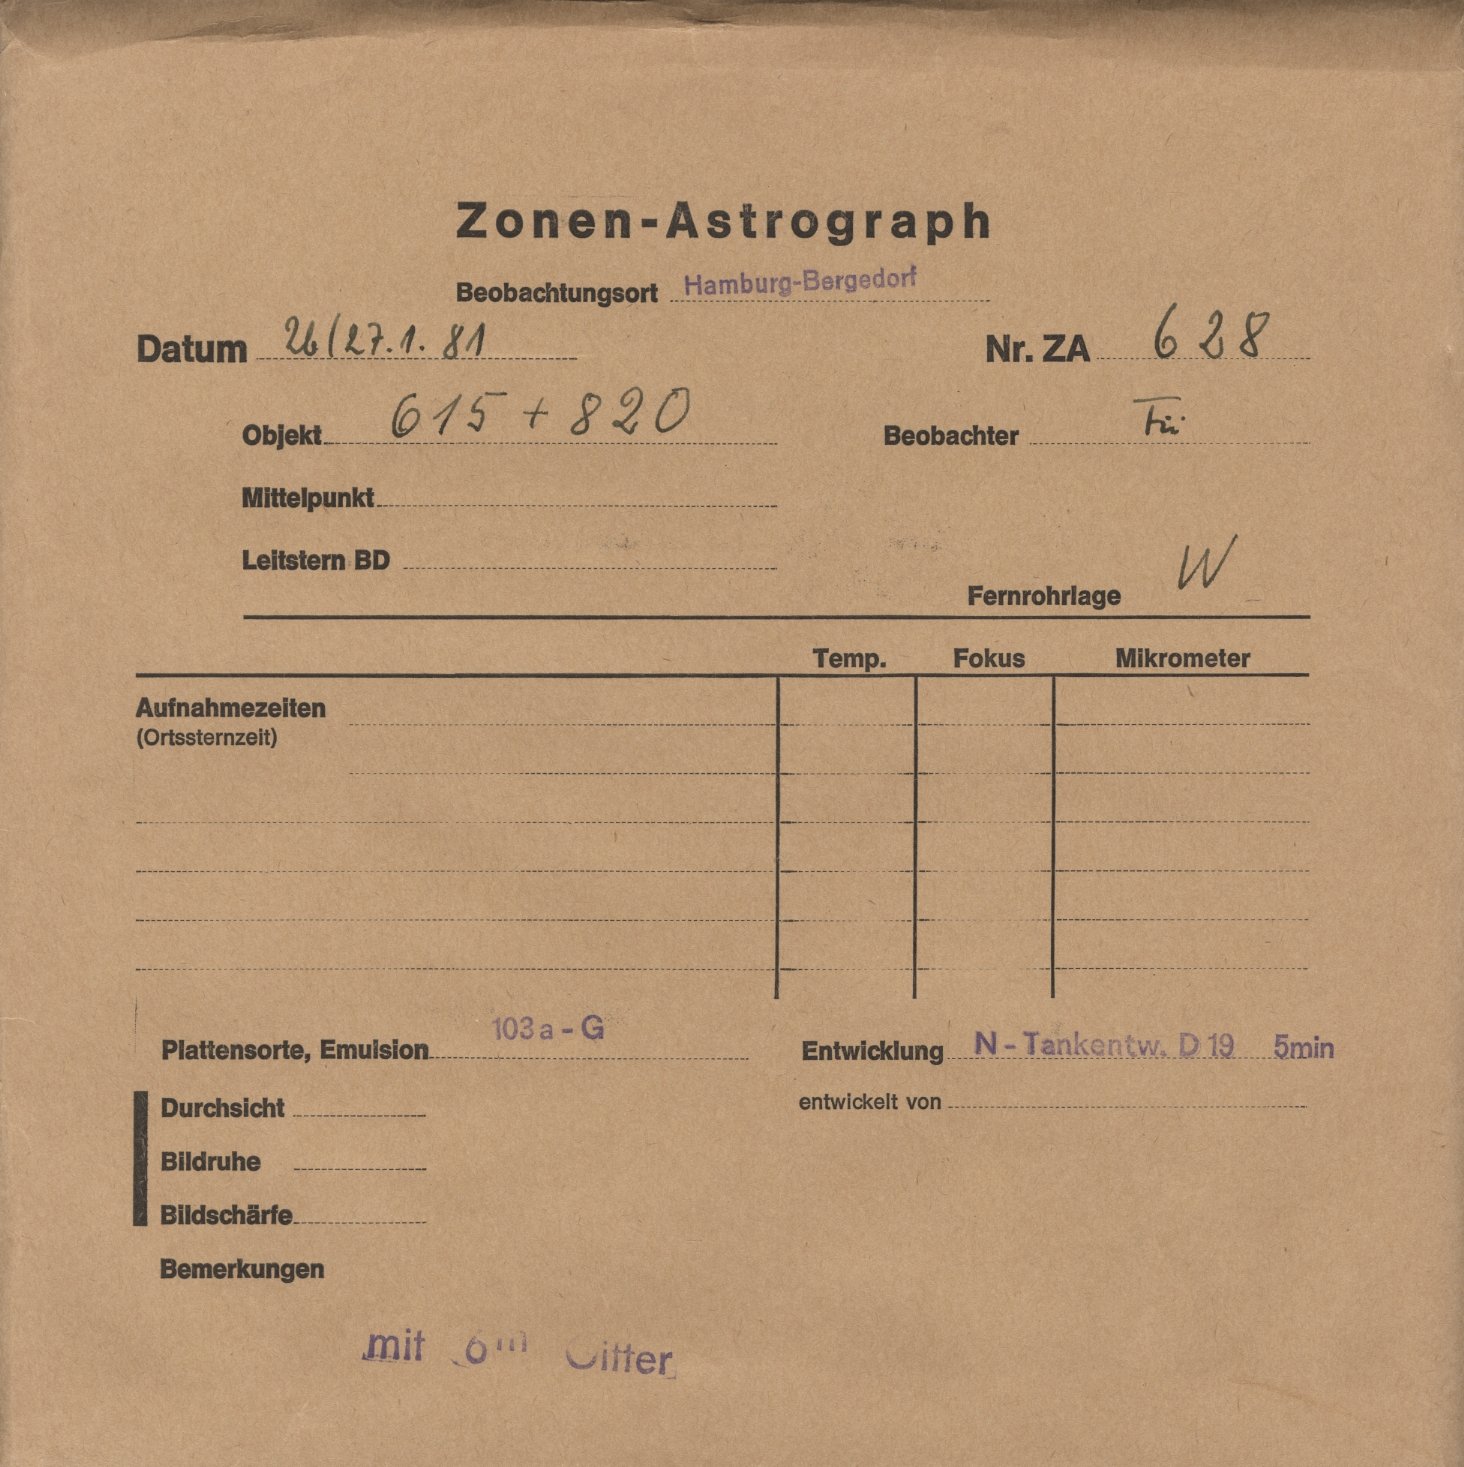 Zonen-Astrograph
Beobachtungsort Hamburg-Bergedorf
Datum 26/27.1.81 Nr. ZA 628
Objekt 615 + 820 Beobachter Tü
Mittelpunkt
Leitstern BD
Fernrohrlage W
Temp. Fokus Mikrometer
Aufnahmezeiten
(Ortssternzeit)
Plattensorte, Emulsion 103a-G Entwicklung N-Tankentw. D19 5min
Durchsicht entwickelt von
Bildruhe
Bildschärfe
Bemerkungen
mit 6m Gitter